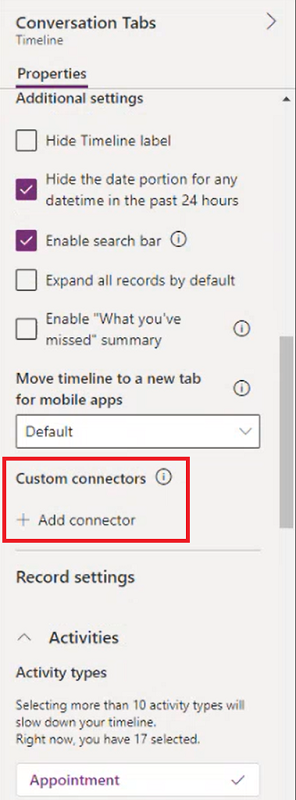 Conversation Tabs
Timeline
Properties
Additional settings
Hide Timeline label
Hide the date portion for any
datetime in the past 24 hours
Enable search bar
Expand all records by default
Enable "What you've
missed" summary
Move timeline to a new tab
for mobile apps
Default
Custom connectors
+ Add connector
Record settings
Activities
Activity types
Selecting more than 10 activity types will
slow down your timeline.
Right now, you have 17 selected.
Appointment